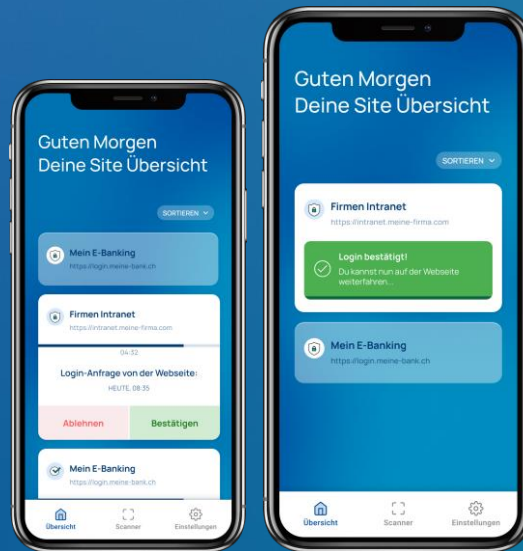 Guten Morgen
Deine Site Übersicht
SORTIEREN
Mein E-Banking
https://login.meine-bank.ch
Firmen Intranet
https://intranet.meine-firma.com
04:32
Login-Anfrage von der Webseite:
HEUTE, 08:35
Ablehnen Bestätigen
Mein E-Banking
https://login.meine-bank.ch
Übersicht Scanner Einstellungen
Guten Morgen
Deine Site Übersicht
SORTIEREN
Firmen Intranet
https://intranet.meine-firma.com
Login bestätigt!
Du kannst nun auf der Webseite
weiterfahren...
Mein E-Banking
https://login.meine-bank.ch
Übersicht Scanner Einstellungen